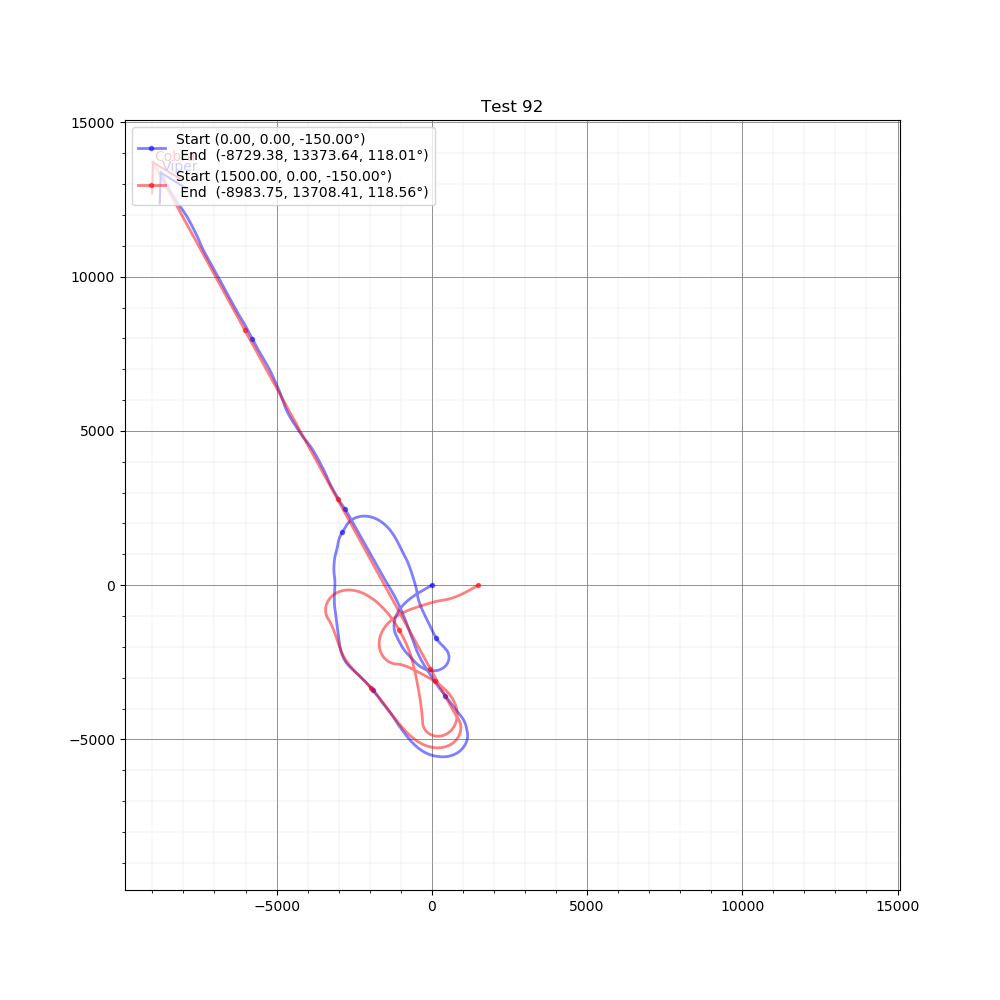 Test 92
Start (0.00, 0.00, -150.00°)
End (-8729.38, 13373.64, 118.01°)
Start (1500.00, 0.00, -150.00°)
End (-8983.75, 13708.41, 118.56°)
Viper
15000
10000
5000
0
−5000
−5000
0
5000
10000
15000